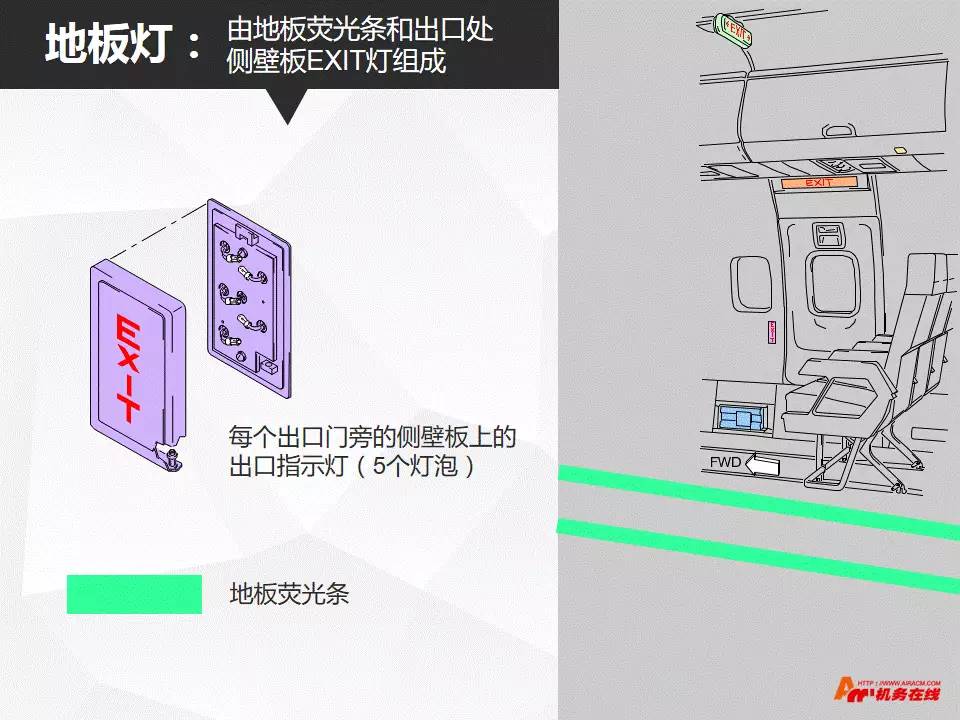 地板灯：
由地板荧光条和出口处
侧壁板EXIT灯组成
EXIT
EXIT
EXIT
EXIT
每个出口门旁的侧壁板上的
出口指示灯（5个灯泡）
FWD
地板荧光条
HTTP://WWW.AIRACM.COM
机务在线